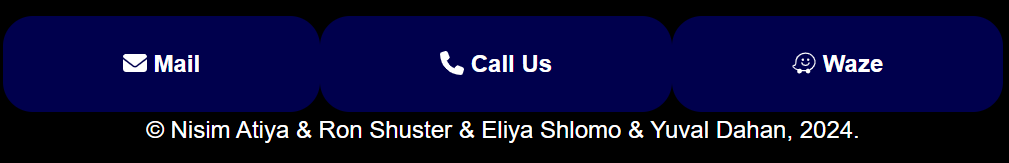 Mail Call Us Waze
© Nisim Atiya & Ron Shuster & Eliya Shlomo & Yuval Dahan, 2024.